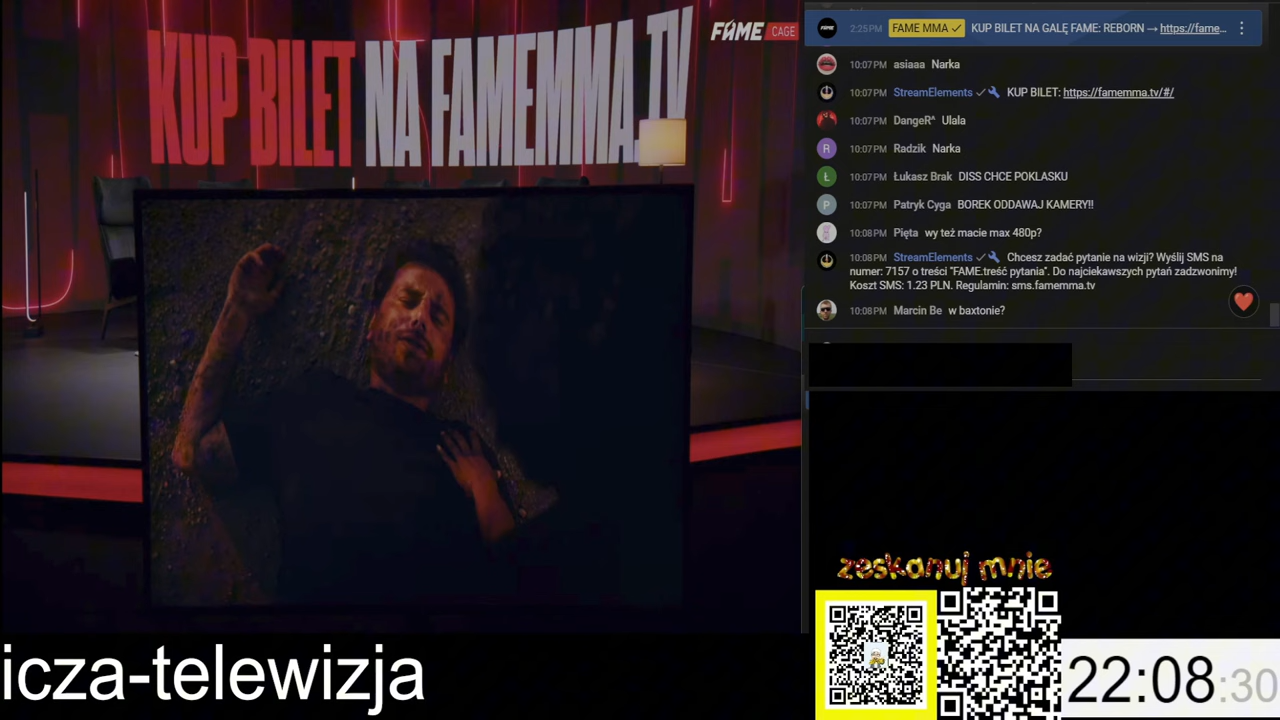 KUP BILET NA FAMEMMA.TV
FAME CAGE
2:25PM FAME MMA ✓ KUP BILET NA GALĘ FAME: REBORN → https://fame…
10:07PM asiaaa Narka
10:07PM StreamElements KUP BILET: https://famemma.tv/#/
10:07PM DangeR^ Ulala
10:07PM Radzik Narka
10:07PM Łukasz Brak DISS CHCE POKLASKU
10:07PM Patryk Cyga BOREK ODDAWAJ KAMERY!!
10:08PM Pięta wy też macie max 480p?
10:08PM StreamElements Chcesz zadać pytanie na wizji? Wyślij SMS na
numer: 7157 o treści "FAME.treść pytania". Do najciekawszych pytań zadzwonimy!
Koszt SMS: 1.23 PLN. Regulamin: sms.famemma.tv
10:08PM Marcin Be w baxtonie?
zeskanuj mnie
icza-telewizja
22:08:30